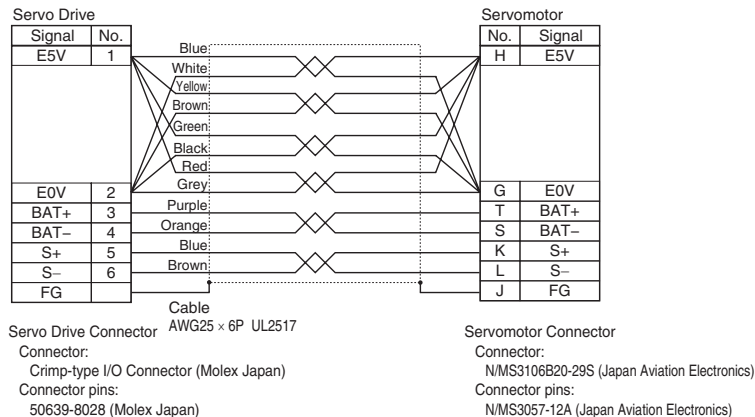 Servo Drive
Servomotor
Signal No.
No. Signal
E5V 1
Blue
H E5V
White
Yellow
Brown
Green
Black
Red
Grey
E0V 2
G E0V
Purple
BAT+ 3
T BAT+
Orange
BAT− 4
S BAT−
Blue
S+ 5
K S+
Brown
S− 6
L S−
FG
J FG
Cable
AWG25 × 6P UL2517
Servo Drive Connector
Connector:
Crimp-type I/O Connector (Molex Japan)
Connector pins:
50639-8028 (Molex Japan)
Servomotor Connector
Connector:
N/MS3106B20-29S (Japan Aviation Electronics)
Connector pins:
N/MS3057-12A (Japan Aviation Electronics)